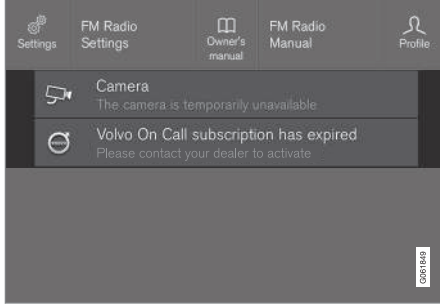 Settings
FM Radio
Settings
Owner's
manual
FM Radio
Manual
Profile
Camera
The camera is temporarily unavailable
Volvo On Call subscription has expired
Please contact your dealer to activate
G061849